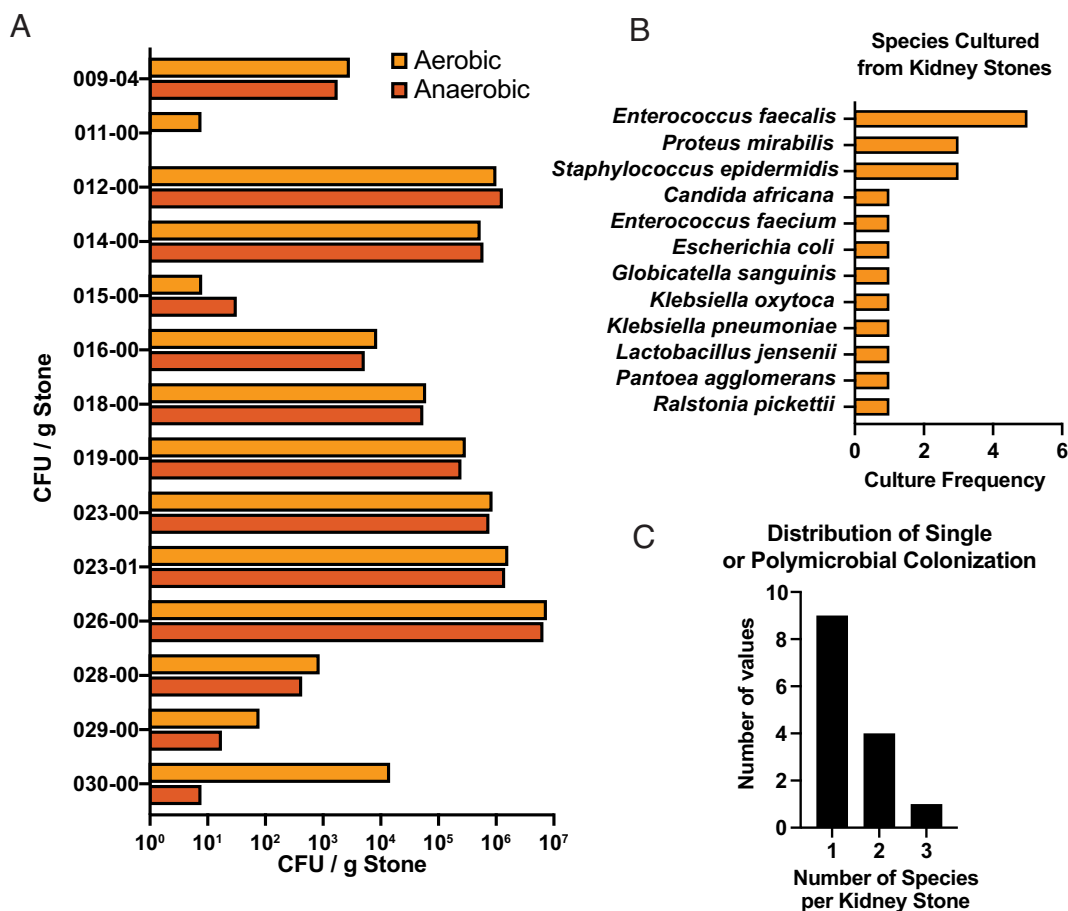 A
Aerobic
Anaerobic
009-04
011-00
012-00
014-00
015-00
016-00
018-00
019-00
023-00
023-01
026-00
028-00
029-00
030-00
CFU / g Stone
10⁰ 10¹ 10² 10³ 10⁴ 10⁵ 10⁶ 10⁷
CFU / g Stone
B
Species Cultured
from Kidney Stones
Enterococcus faecalis
Proteus mirabilis
Staphylococcus epidermidis
Candida africana
Enterococcus faecium
Escherichia coli
Globicatella sanguinis
Klebsiella oxytoca
Klebsiella pneumoniae
Lactobacillus jensenii
Pantoea agglomerans
Ralstonia pickettii
0 2 4 6
Culture Frequency
C
Distribution of Single
or Polymicrobial Colonization
Number of values
10
8
6
4
2
0
1 2 3
Number of Species
per Kidney Stone